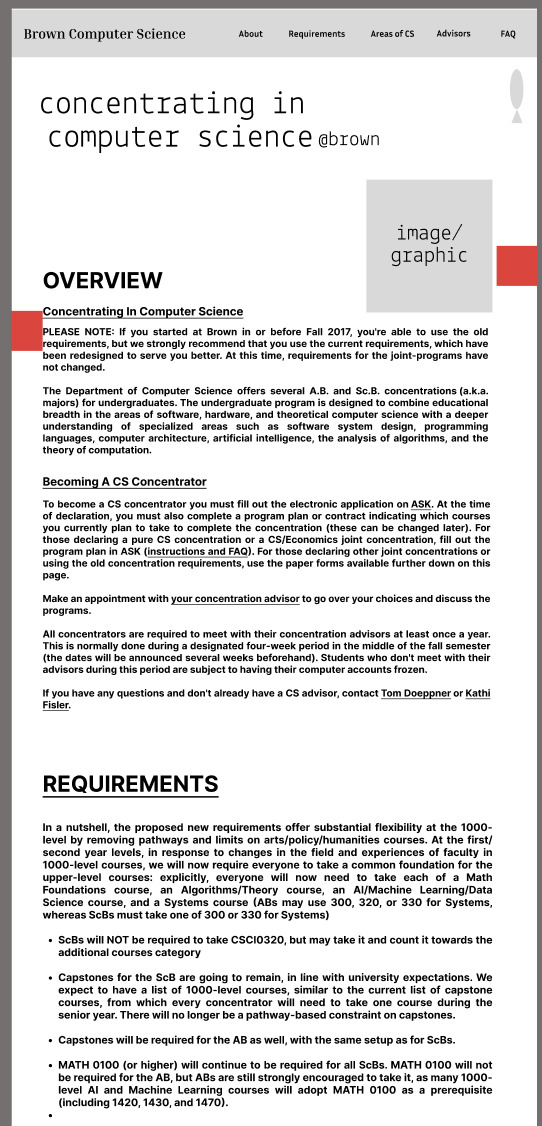 Brown Computer Science
About
Requirements
Areas of CS
Advisors
FAQ
concentrating in
computer science @brown
image/
graphic
OVERVIEW
Concentrating In Computer Science
PLEASE NOTE: If you started at Brown in or before Fall 2017, you're able to use the old
requirements, but we strongly recommend that you use the current requirements, which have
been redesigned to serve you better. At this time, requirements for the joint-programs have
not changed.
The Department of Computer Science offers several A.B. and Sc.B. concentrations (a.k.a.
majors) for undergraduates. The undergraduate program is designed to combine educational
breadth in the areas of software, hardware, and theoretical computer science with a deeper
understanding of specialized areas such as software system design, programming
languages, computer architecture, artificial intelligence, the analysis of algorithms, and the
theory of computation.
Becoming A CS Concentrator
To become a CS concentrator you must fill out the electronic application on ASK. At the time
of declaration, you must also complete a program plan or contract indicating which courses
you currently plan to take to complete the concentration (these can be changed later). For
those declaring a pure CS concentration or a CS/Economics joint concentration, fill out the
program plan in ASK (instructions and FAQ). For those declaring other joint concentrations or
using the old concentration requirements, use the paper forms available further down on this
page.
Make an appointment with your concentration advisor to go over your choices and discuss the
programs.
All concentrators are required to meet with their concentration advisors at least once a year.
This is normally done during a designated four-week period in the middle of the fall semester
(the dates will be announced several weeks beforehand). Students who don't meet with their
advisors during this period are subject to having their computer accounts frozen.
If you have any questions and don't already have a CS advisor, contact Tom Doeppner or Kathi
Fisler.
REQUIREMENTS
In a nutshell, the proposed new requirements offer substantial flexibility at the 1000-
level by removing pathways and limits on arts/policy/humanities courses. At the first/
second year levels, in response to changes in the field and experiences of faculty in
1000-level courses, we will now require everyone to take a common foundation for the
upper-level courses: explicitly, everyone will now need to take each of a Math
Foundations course, an Algorithms/Theory course, an AI/Machine Learning/Data
Science course, and a Systems course (ABs may use 300, 320, or 330 for Systems,
whereas ScBs must take one of 300 or 330 for Systems)
• ScBs will NOT be required to take CSCI0320, but may take it and count it towards the
additional courses category
• Capstones for the ScB are going to remain, in line with university expectations. We
expect to have a list of 1000-level courses, similar to the current list of capstone
courses, from which every concentrator will need to take one course during the
senior year. There will no longer be a pathway-based constraint on capstones.
• Capstones will be required for the AB as well, with the same setup as for ScBs.
• MATH 0100 (or higher) will continue to be required for all ScBs. MATH 0100 will not
be required for the AB, but ABs are still strongly encouraged to take it, as many 1000-
level AI and Machine Learning courses will adopt MATH 0100 as a prerequisite
(including 1420, 1430, and 1470).
•